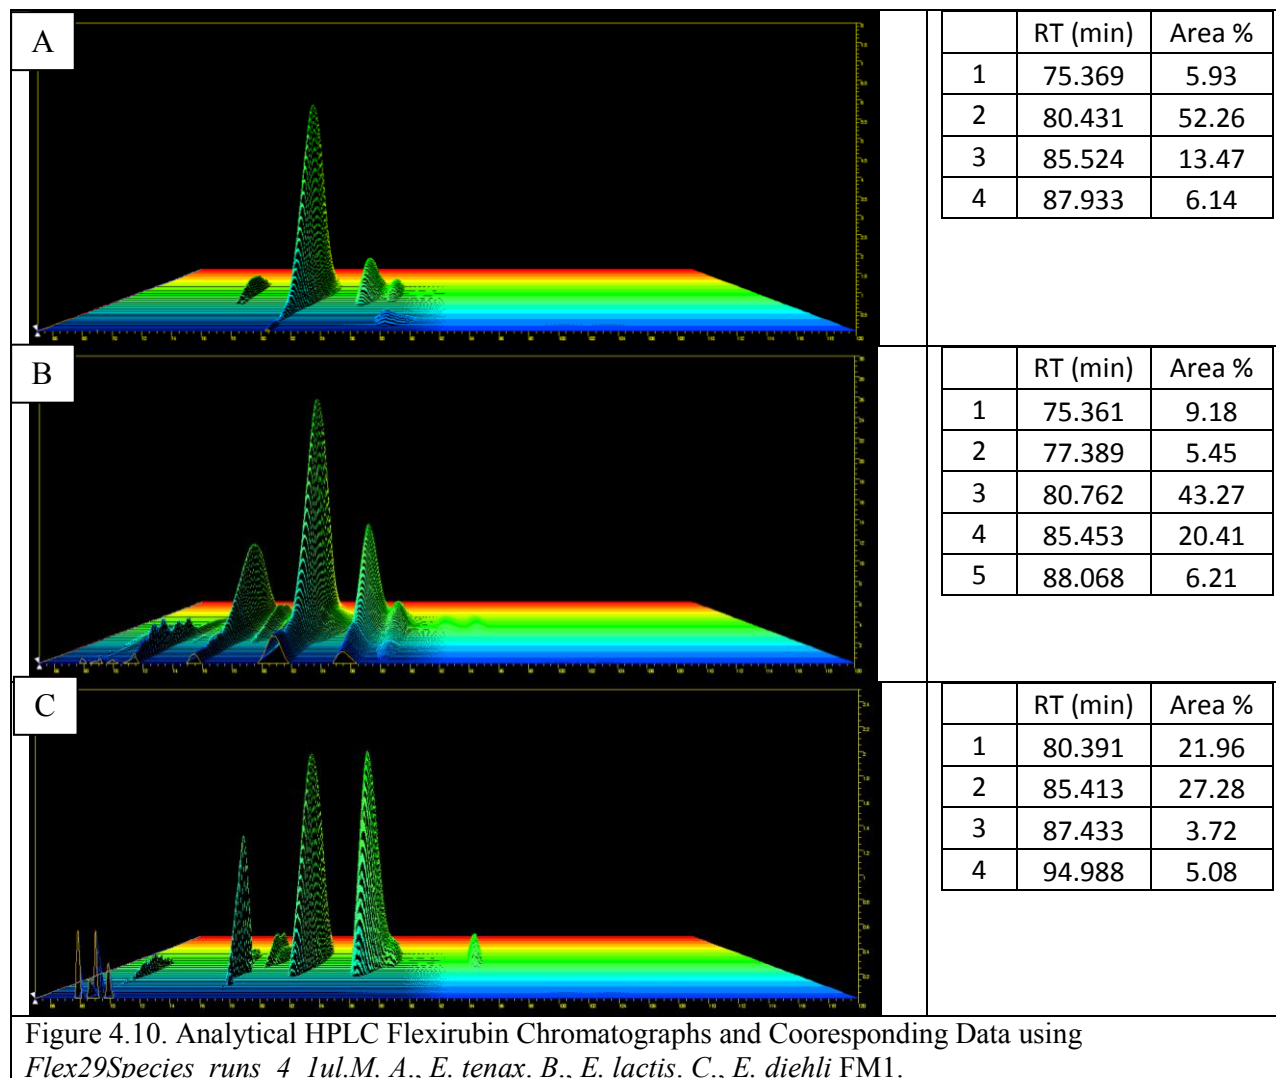 A
RT (min) Area %
1 75.369 5.93
2 80.431 52.26
3 85.524 13.47
4 87.933 6.14
B
RT (min) Area %
1 75.361 9.18
2 77.389 5.45
3 80.762 43.27
4 85.453 20.41
5 88.068 6.21
C
RT (min) Area %
1 80.391 21.96
2 85.413 27.28
3 87.433 3.72
4 94.988 5.08
Figure 4.10. Analytical HPLC Flexirubin Chromatographs and Cooresponding Data using
Flex29Species_runs_4_1ul.M. A., E. tenax. B., E. lactis. C., E. diehli FM1.